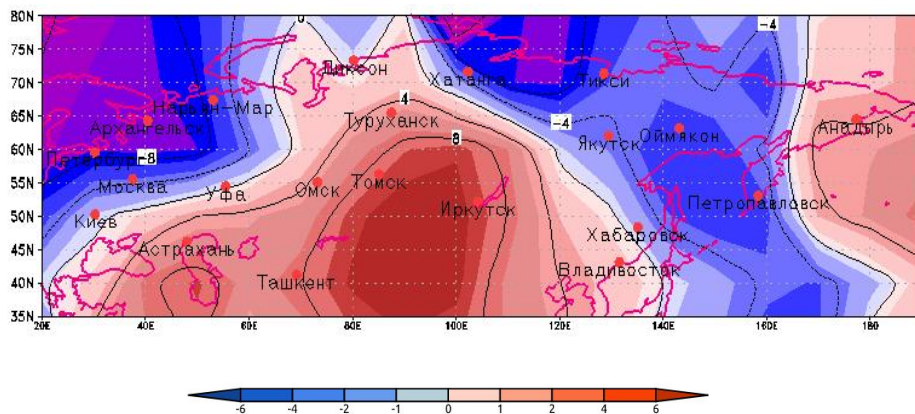 80N
0
-4
75N
Диксон
Хатанга
Тикси
70N
Нарьян-Мар
4
65N
Архангельск
Туруханск
-4
Якутск
Оймякон
Анадырь
60N
Петербург
-8
8
55N
Москва
Уфа
Омск
Томск
Иркутск
Петропавловск
50N
Киев
Хабаровск
45N
Астрахань
Владивосток
40N
Ташкент
35N
20E 40E 60E 80E 100E 120E 140E 160E 180
-6 -4 -2 -1 0 1 2 4 6